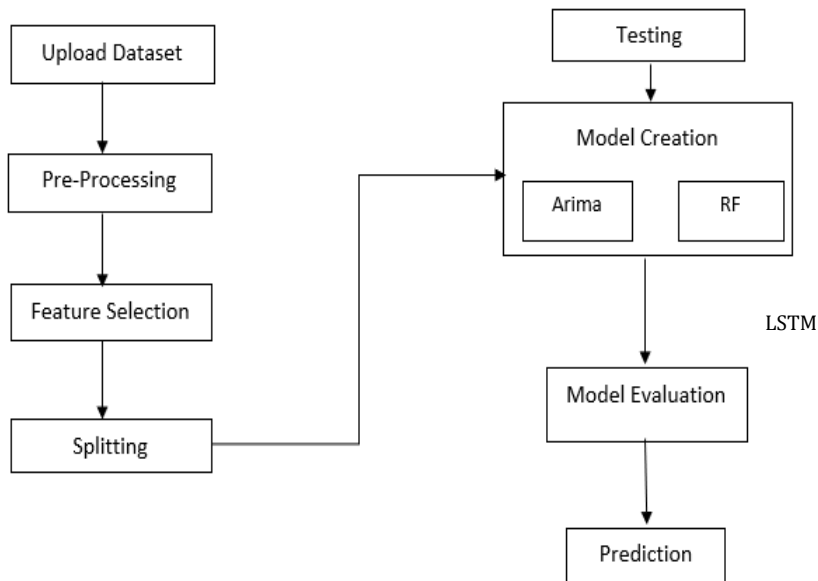 Upload Dataset
Pre-Processing
Feature Selection
Splitting
Testing
Model Creation
Arima
RF
LSTM
Model Evaluation
Prediction